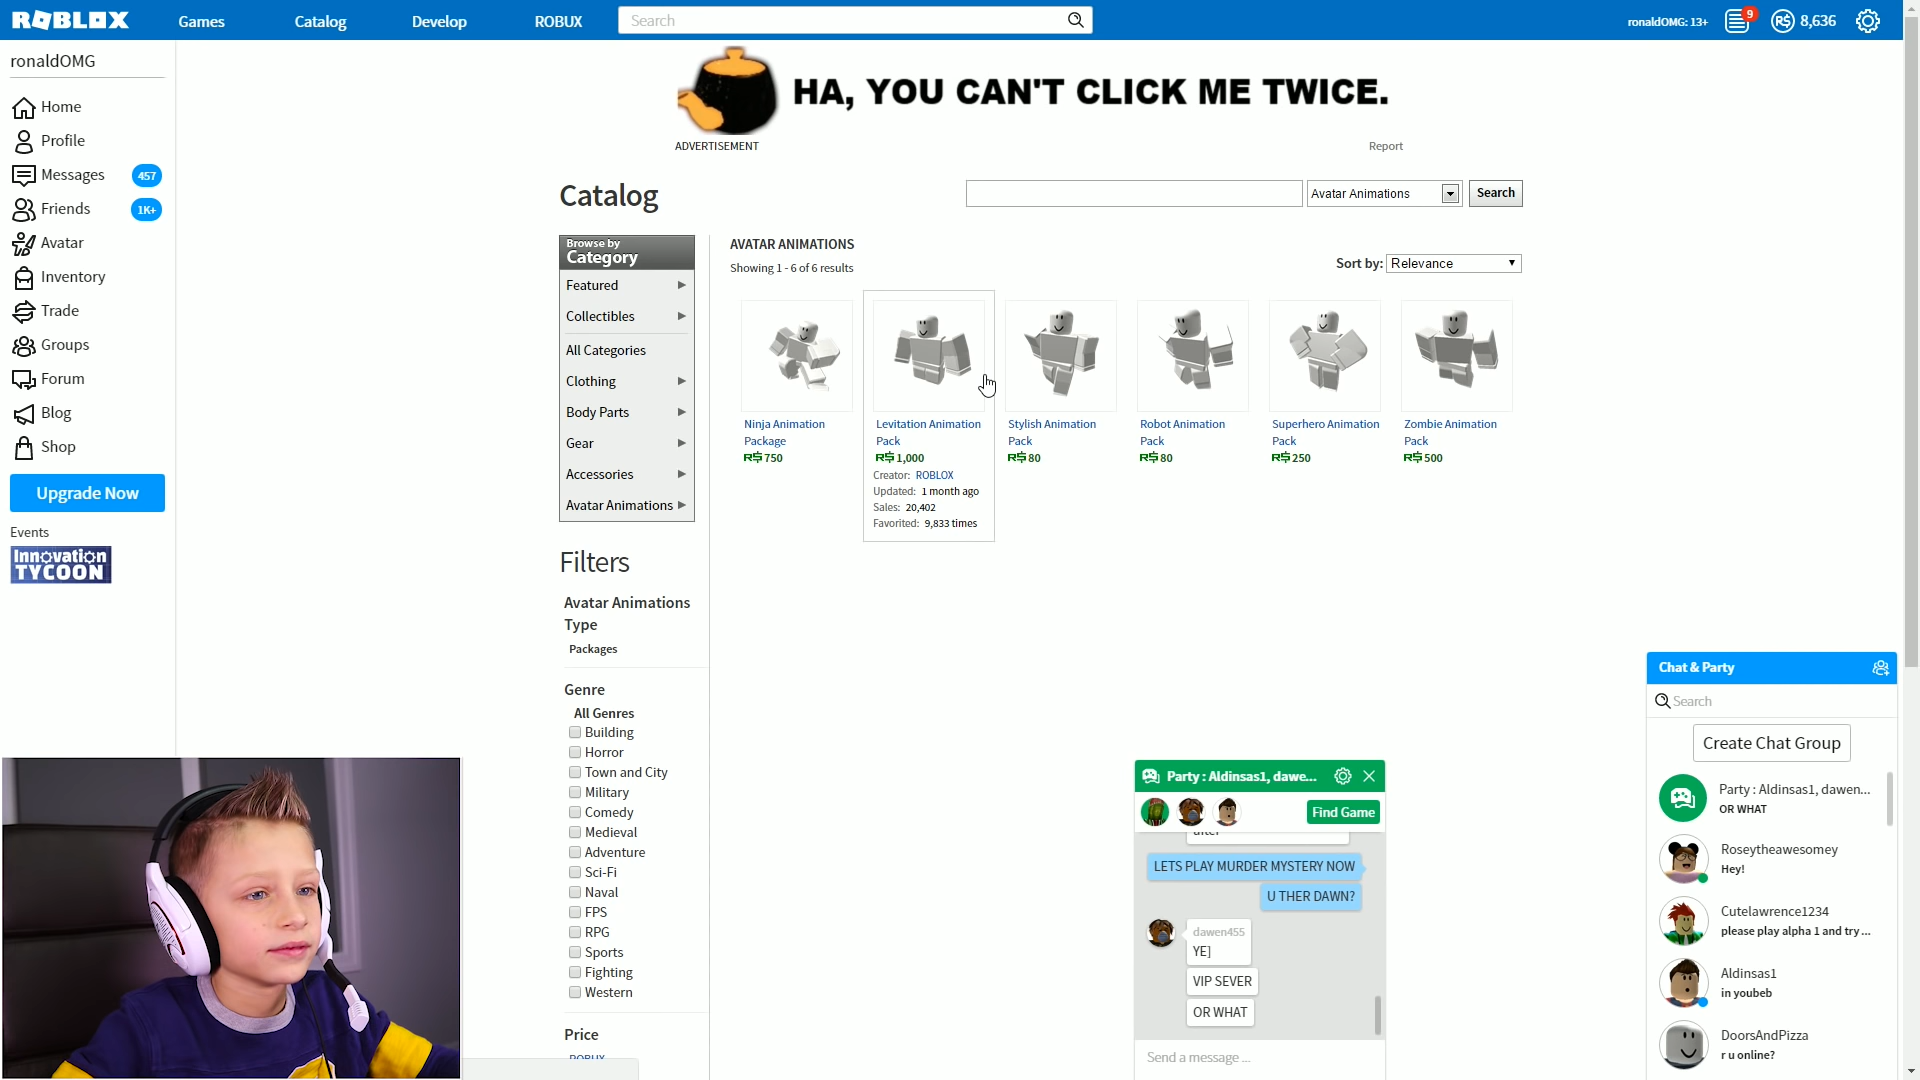 ROBLOX
Games
Catalog
Develop
ROBUX
Search
ronaldOMG: 13+
9
R$ 8,636
ronaldOMG
Home
Profile
Messages 457
Friends 1K+
Avatar
Inventory
Trade
Groups
Forum
Blog
Shop
Upgrade Now
Events
Innovation
TYCOON
HA, YOU CAN'T CLICK ME TWICE.
ADVERTISEMENT
Report
Catalog
Avatar Animations
Search
Browse by
Category
Featured
Collectibles
All Categories
Clothing
Body Parts
Gear
Accessories
Avatar Animations
Filters
Avatar Animations
Type
Packages
Genre
All Genres
Building
Horror
Town and City
Military
Comedy
Medieval
Adventure
Sci-Fi
Naval
FPS
RPG
Sports
Fighting
Western
Price
ROBUX
AVATAR ANIMATIONS
Showing 1 - 6 of 6 results
Sort by: Relevance
Ninja Animation
Package
R$ 750
Levitation Animation
Pack
R$ 1,000
Creator: ROBLOX
Updated: 1 month ago
Sales: 20,402
Favorited: 9,833 times
Stylish Animation
Pack
R$ 80
Robot Animation
Pack
R$ 80
Superhero Animation
Pack
R$ 250
Zombie Animation
Pack
R$ 500
Party : Aldinsas1, dawe...
Find Game
after
LETS PLAY MURDER MYSTERY NOW
U THER DAWN?
dawen455
YE]
VIP SEVER
OR WHAT
Send a message ...
Chat & Party
Search
Create Chat Group
Party : Aldinsas1, dawen...
OR WHAT
Roseytheawesomey
Hey!
Cutelawrence1234
please play alpha 1 and try ...
Aldinsas1
in youbeb
DoorsAndPizza
r u online?